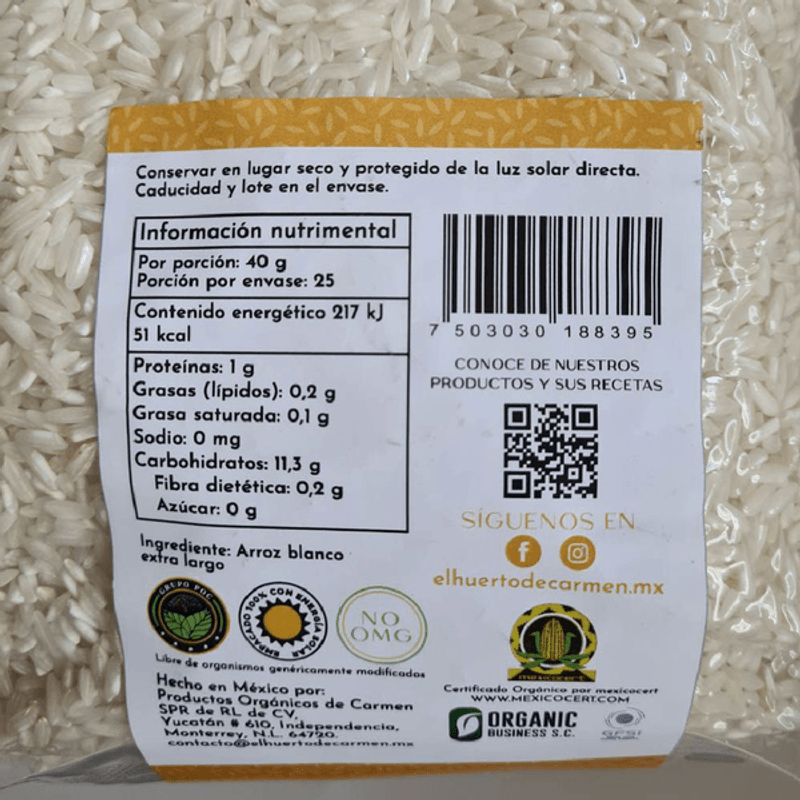 Conservar en lugar seco y protegido de la luz solar directa.
Caducidad y lote en el envase.
Información nutrimental
Por porción: 40 g
Porción por envase: 25
Contenido energético 217 kJ
51 kcal
Proteínas: 1 g
Grasas (lípidos): 0,2 g
Grasa saturada: 0,1 g
Sodio: 0 mg
Carbohidratos: 11,3 g
Fibra dietética: 0,2 g
Azúcar: 0 g
Ingrediente: Arroz blanco
extra largo
GRUPO POC
EMPACADO 100% CON ENERGÍA SOLAR
NO
OMG
Libre de organismos genéricamente modificados
Hecho en México por:
Productos Orgánicos de Carmen
SPR de RL de CV,
Yucatán # 610, Independencia,
Monterrey, N.L. 64720.
contacto@elhuertodecarmen.mx
7 503030 188395
CONOCE DE NUESTROS
PRODUCTOS Y SUS RECETAS
SÍGUENOS EN
elhuertodecarmen.mx
mexicocert
Certificado Orgánico por mexicocert
WWW.MEXICOCERT.COM
ORGANIC
BUSINESS S.C.
GFSI